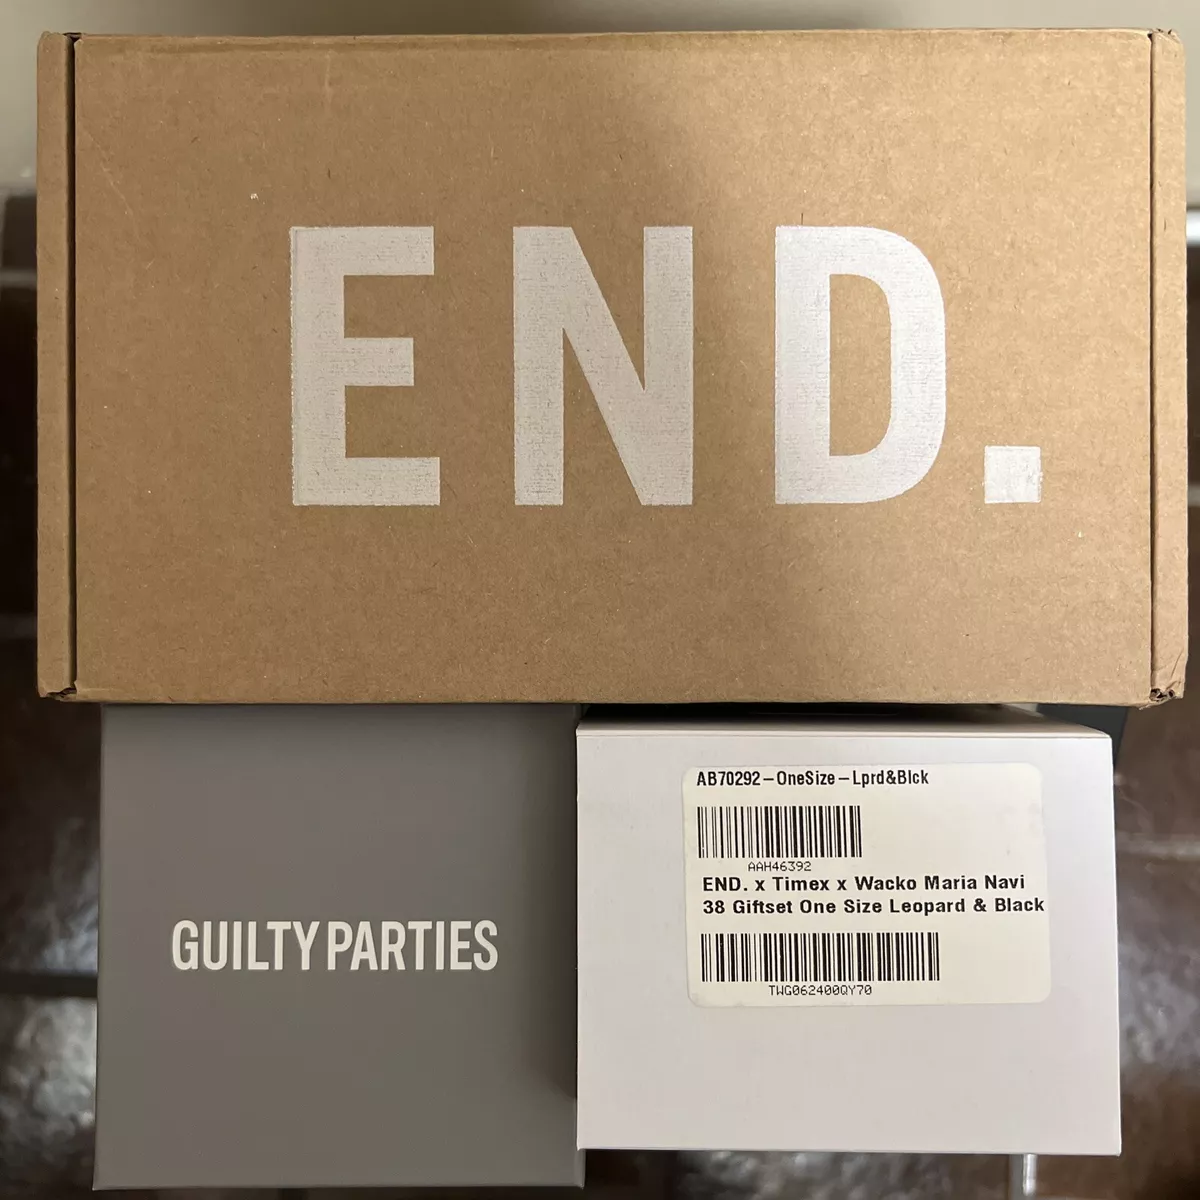 END.
GUILTY PARTIES
AB70292-OneSize-Lprd&Blck
AAH46392
END. x Timex x Wacko Maria Navi
38 Giftset One Size Leopard & Black
TWG062400QY70